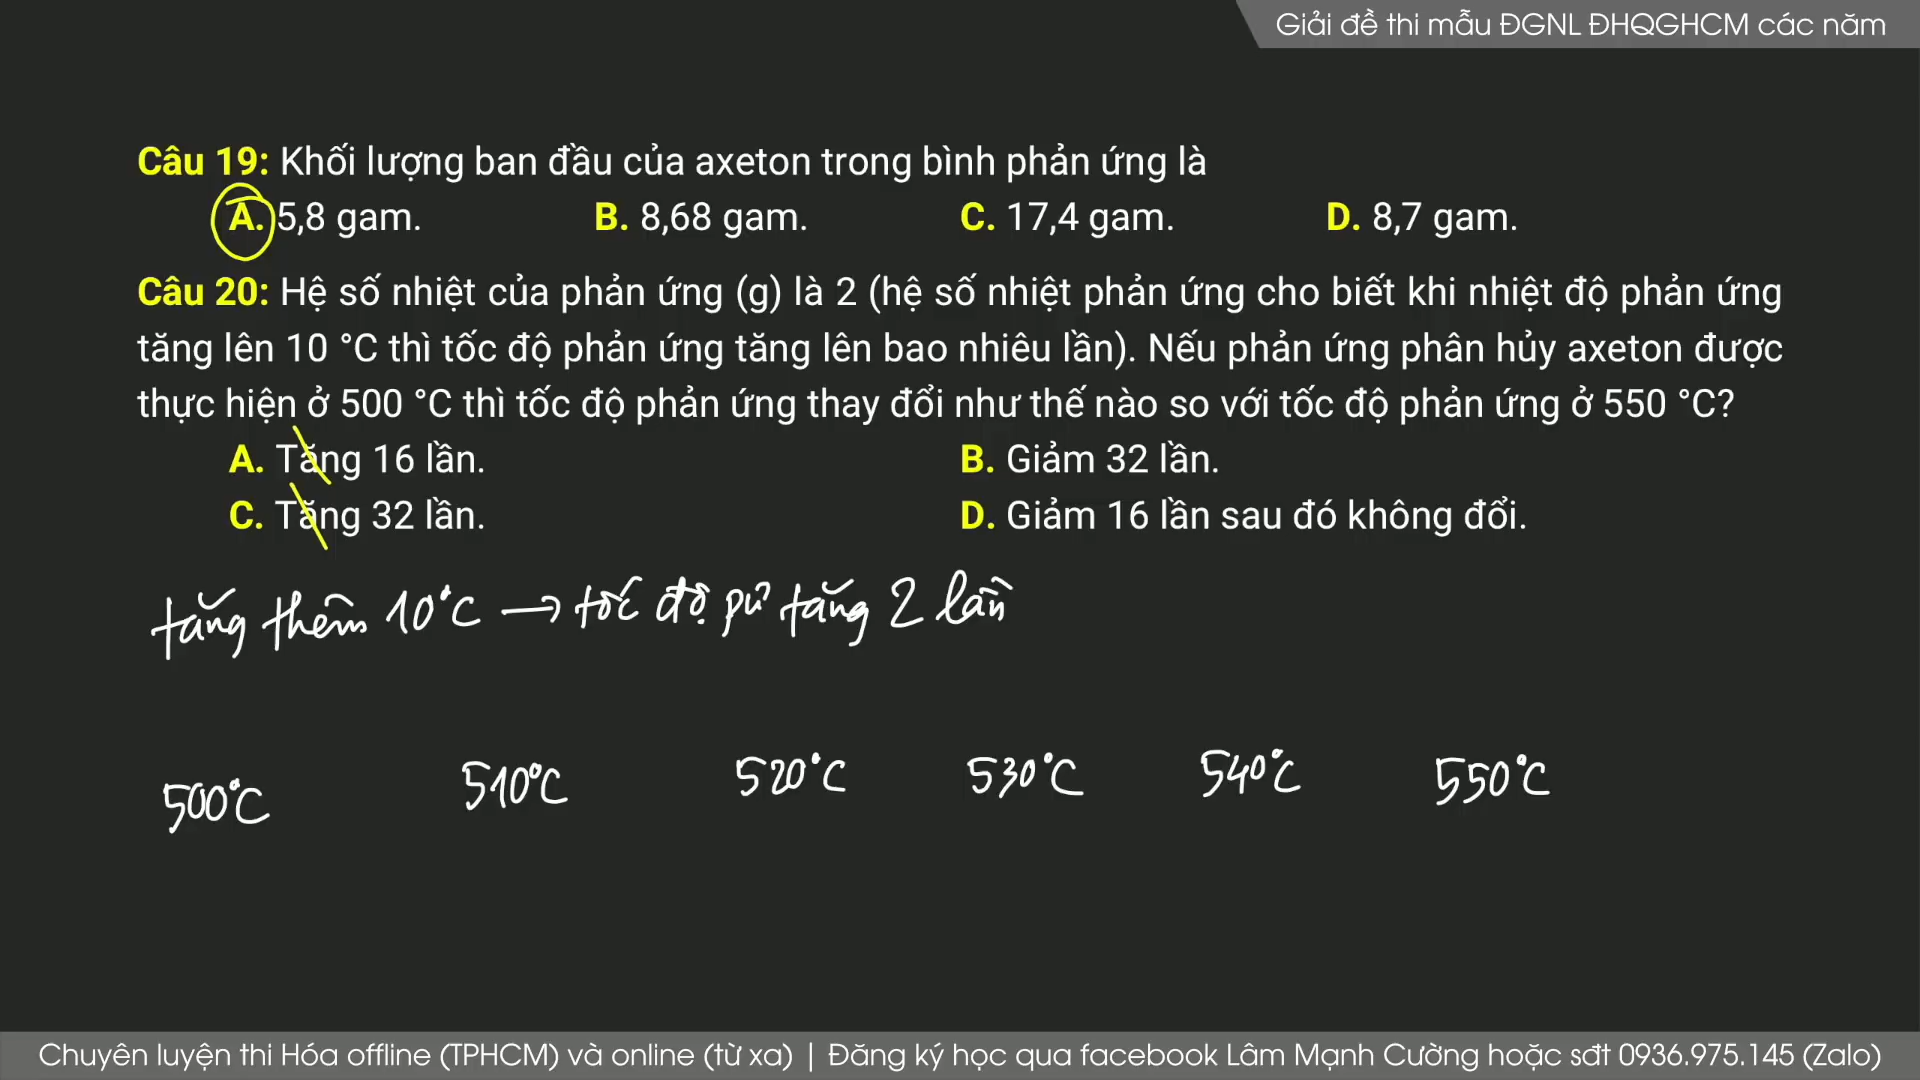 Giải đề thi mẫu ĐGNL ĐHQGHCM các năm
Câu 19: Khối lượng ban đầu của axeton trong bình phản ứng là
A. 5,8 gam. B. 8,68 gam. C. 17,4 gam. D. 8,7 gam.
Câu 20: Hệ số nhiệt của phản ứng (g) là 2 (hệ số nhiệt phản ứng cho biết khi nhiệt độ phản ứng
tăng lên 10 °C thì tốc độ phản ứng tăng lên bao nhiêu lần). Nếu phản ứng phân hủy axeton được
thực hiện ở 500 °C thì tốc độ phản ứng thay đổi như thế nào so với tốc độ phản ứng ở 550 °C?
A. Tăng 16 lần. B. Giảm 32 lần.
C. Tăng 32 lần. D. Giảm 16 lần sau đó không đổi.
tăng thêm 10°C → tốc độ pứ tăng 2 lần
500°C 510°C 520°C 530°C 540°C 550°C
Chuyên luyện thi Hóa offline (TPHCM) và online (từ xa) | Đăng ký học qua facebook Lâm Mạnh Cường hoặc sđt 0936.975.145 (Zalo)